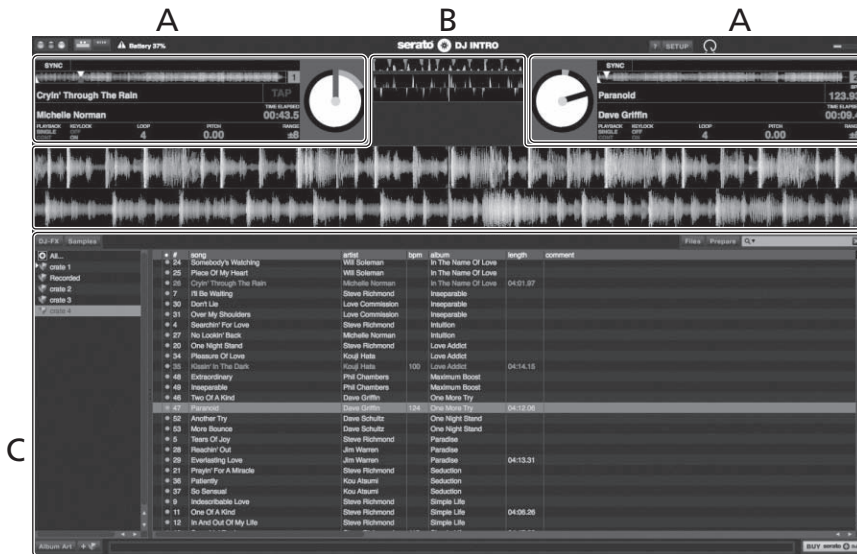 A B A
Battery 37% serato DJ INTRO ? SETUP
SYNC SYNC
1 2
Cryin' Through The Rain TAP Paranoid
Michelle Norman TIME ELAPSED 00:43.5 Dave Griffin TIME ELAPSED
PLAYBACK KEYLOCK LOOP PITCH RANGE PLAYBACK KEYLOCK LOOP PITCH RANGE
SINGLE OFF 4 0.00 ±8 SINGLE OFF 4 0.00
CONT ON CONT ON
DJ-FX Samples Files Prepare
# song artist bpm album length comment
All...
crate 1
Recorded
crate 2
crate 3
crate 4
24 Somebody's Watching Will Soleman In The Name Of Love
25 Piece Of My Heart Will Soleman In The Name Of Love
26 Cryin' Through The Rain Michelle Norman In The Name Of Love 04:01.97
7 I'll Be Waiting Steve Richmond Inseparable
30 Don't Lie Love Commission Inseparable
31 Over My Shoulders Love Commission Inseparable
4 Searchin' For Love Steve Richmond Intuition
27 No Lookin' Back Michelle Norman Intuition
20 One Night Stand Steve Richmond Love Addict
34 Pleasure Of Love Kouji Hata Love Addict
35 Kissin' In The Dark Kouji Hata 100 Love Addict 04:14.15
48 Extraordinary Phil Chambers Maximum Boost
49 Inseparable Phil Chambers Maximum Boost
46 Two Of A Kind Dave Griffin One More Try
47 Paranoid Dave Griffin 124 One More Try 04:12.06
52 Another Try Dave Schultz One Night Stand
53 More Bounce Dave Schultz One Night Stand
5 Tears Of Joy Steve Richmond Paradise
28 Reachin' Out Jim Warren Paradise
29 Everlasting Love Jim Warren Paradise 04:13.31
21 Prayin' For A Miracle Steve Richmond Seduction
36 Patiently Kou Atsumi Seduction
37 So Sensual Kou Atsumi Seduction
9 Indescribable Love Steve Richmond Simple Life
11 One Of A Kind Steve Richmond Simple Life 04:06.26
12 In And Out Of My Life Steve Richmond Simple Life
C
Album Art BUY serato